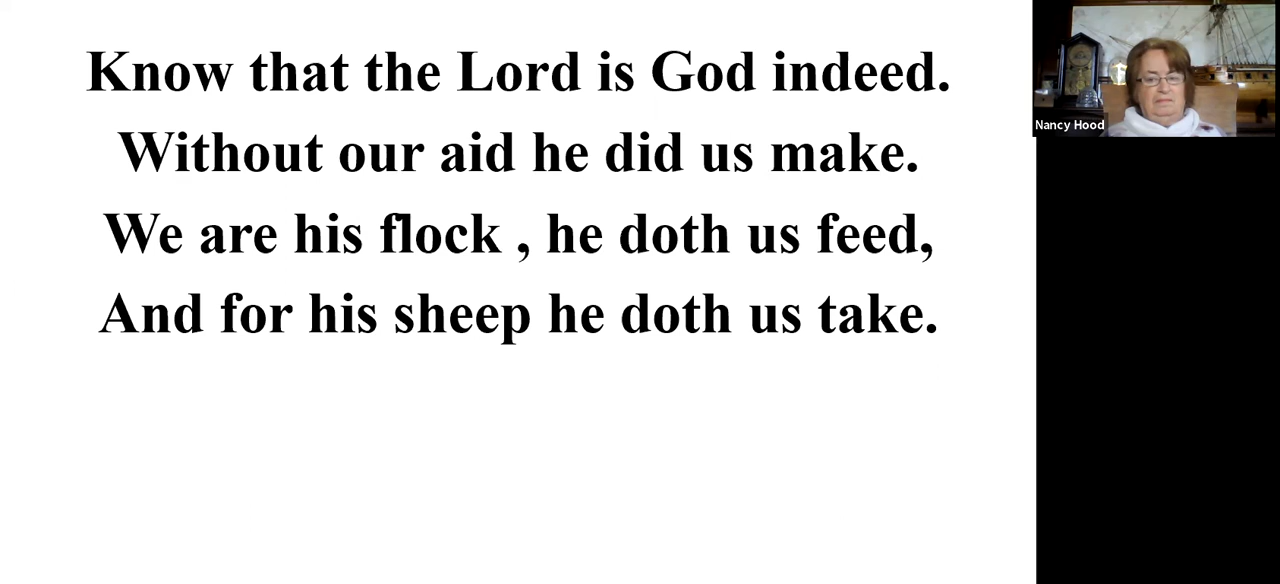 Know that the Lord is God indeed.
Without our aid he did us make.
We are his flock , he doth us feed,
And for his sheep he doth us take.
Nancy Hood